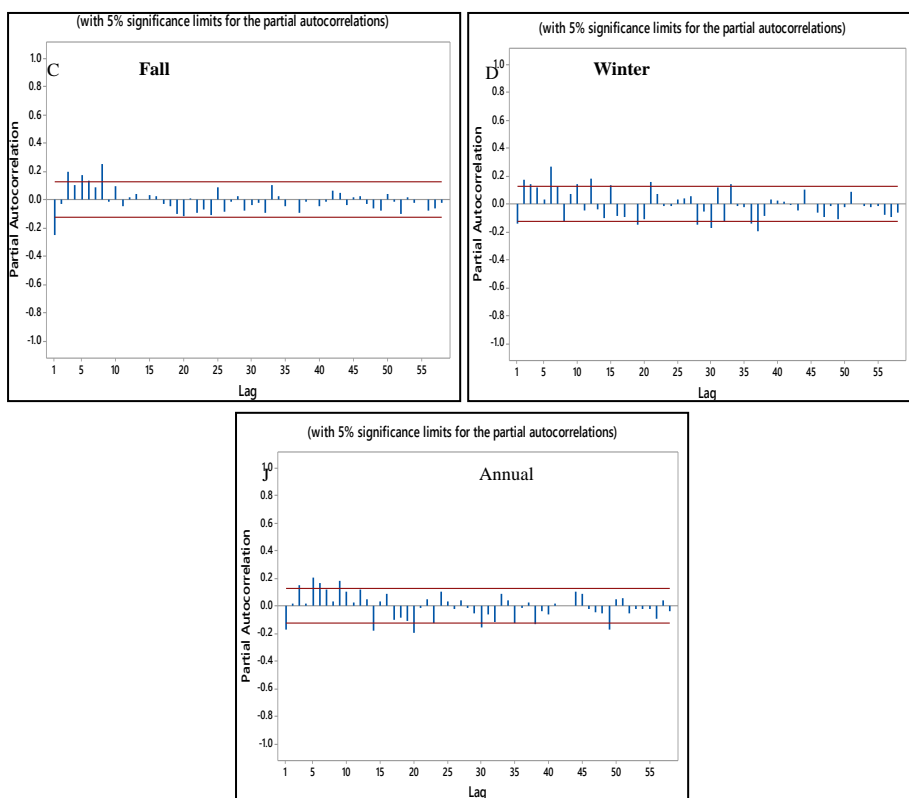 (with 5% significance limits for the partial autocorrelations)
C
Fall
1.0
0.8
0.6
0.4
0.2
0.0
-0.2
-0.4
-0.6
-0.8
-1.0
Partial Autocorrelation
1 5 10 15 20 25 30 35 40 45 50 55
Lag
(with 5% significance limits for the partial autocorrelations)
D
Winter
1.0
0.8
0.6
0.4
0.2
0.0
-0.2
-0.4
-0.6
-0.8
-1.0
Partial Autocorrelation
1 5 10 15 20 25 30 35 40 45 50 55
Lag
(with 5% significance limits for the partial autocorrelations)
J
Annual
1.0
0.8
0.6
0.4
0.2
0.0
-0.2
-0.4
-0.6
-0.8
-1.0
Partial Autocorrelation
1 5 10 15 20 25 30 35 40 45 50 55
Lag